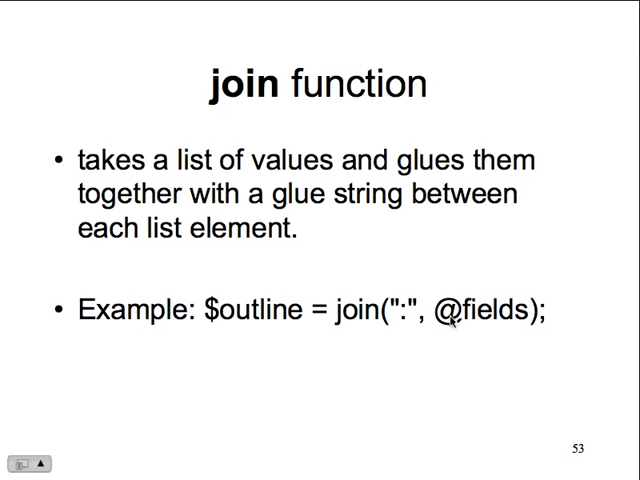 join function
• takes a list of values and glues them
together with a glue string between
each list element.
• Example: $outline = join(":", @fields);
53